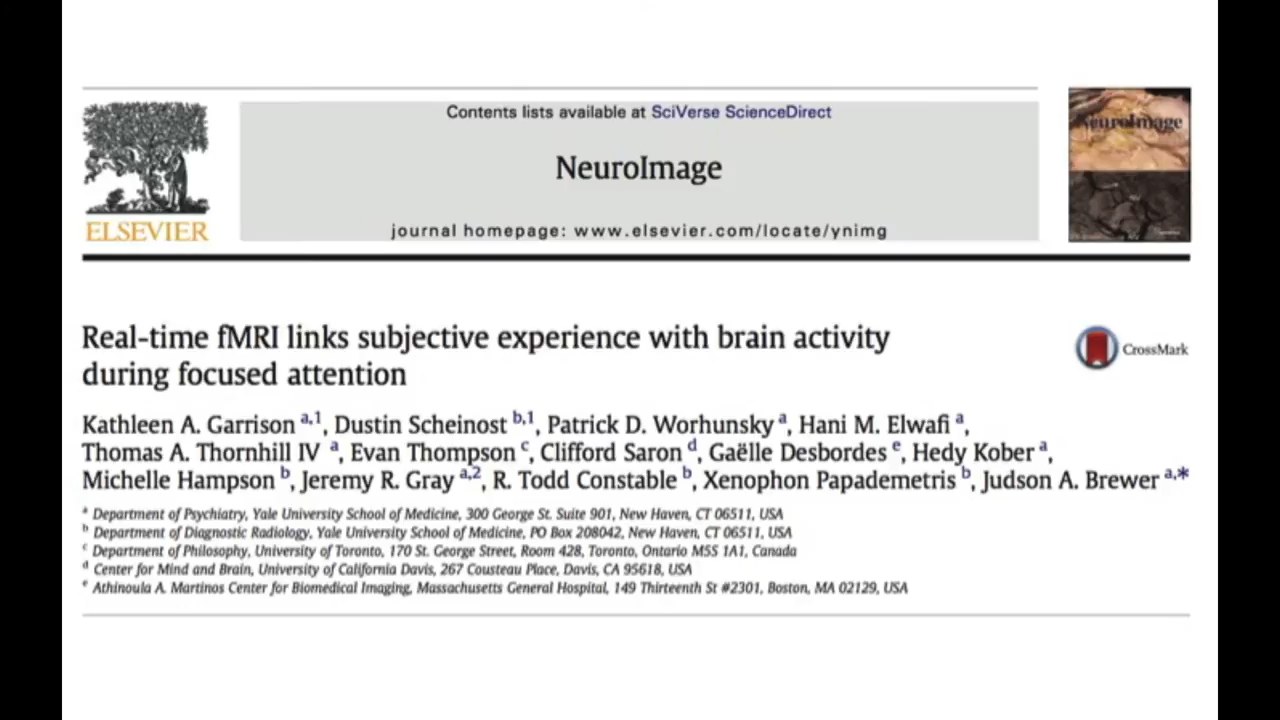 Contents lists available at SciVerse ScienceDirect
NeuroImage
journal homepage: www.elsevier.com/locate/ynimg
ELSEVIER
NeuroImage
Real-time fMRI links subjective experience with brain activity
during focused attention
CrossMark
Kathleen A. Garrison a,1, Dustin Scheinost b,1, Patrick D. Worhunsky a, Hani M. Elwafi a,
Thomas A. Thornhill IV a, Evan Thompson c, Clifford Saron d, Gaëlle Desbordes e, Hedy Kober a,
Michelle Hampson b, Jeremy R. Gray a,2, R. Todd Constable b, Xenophon Papademetris b, Judson A. Brewer a,*
a Department of Psychiatry, Yale University School of Medicine, 300 George St. Suite 901, New Haven, CT 06511, USA
b Department of Diagnostic Radiology, Yale University School of Medicine, PO Box 208042, New Haven, CT 06511, USA
c Department of Philosophy, University of Toronto, 170 St. George Street, Room 428, Toronto, Ontario M5S 1A1, Canada
d Center for Mind and Brain, University of California Davis, 267 Cousteau Place, Davis, CA 95618, USA
e Athinoula A. Martinos Center for Biomedical Imaging, Massachusetts General Hospital, 149 Thirteenth St #2301, Boston, MA 02129, USA